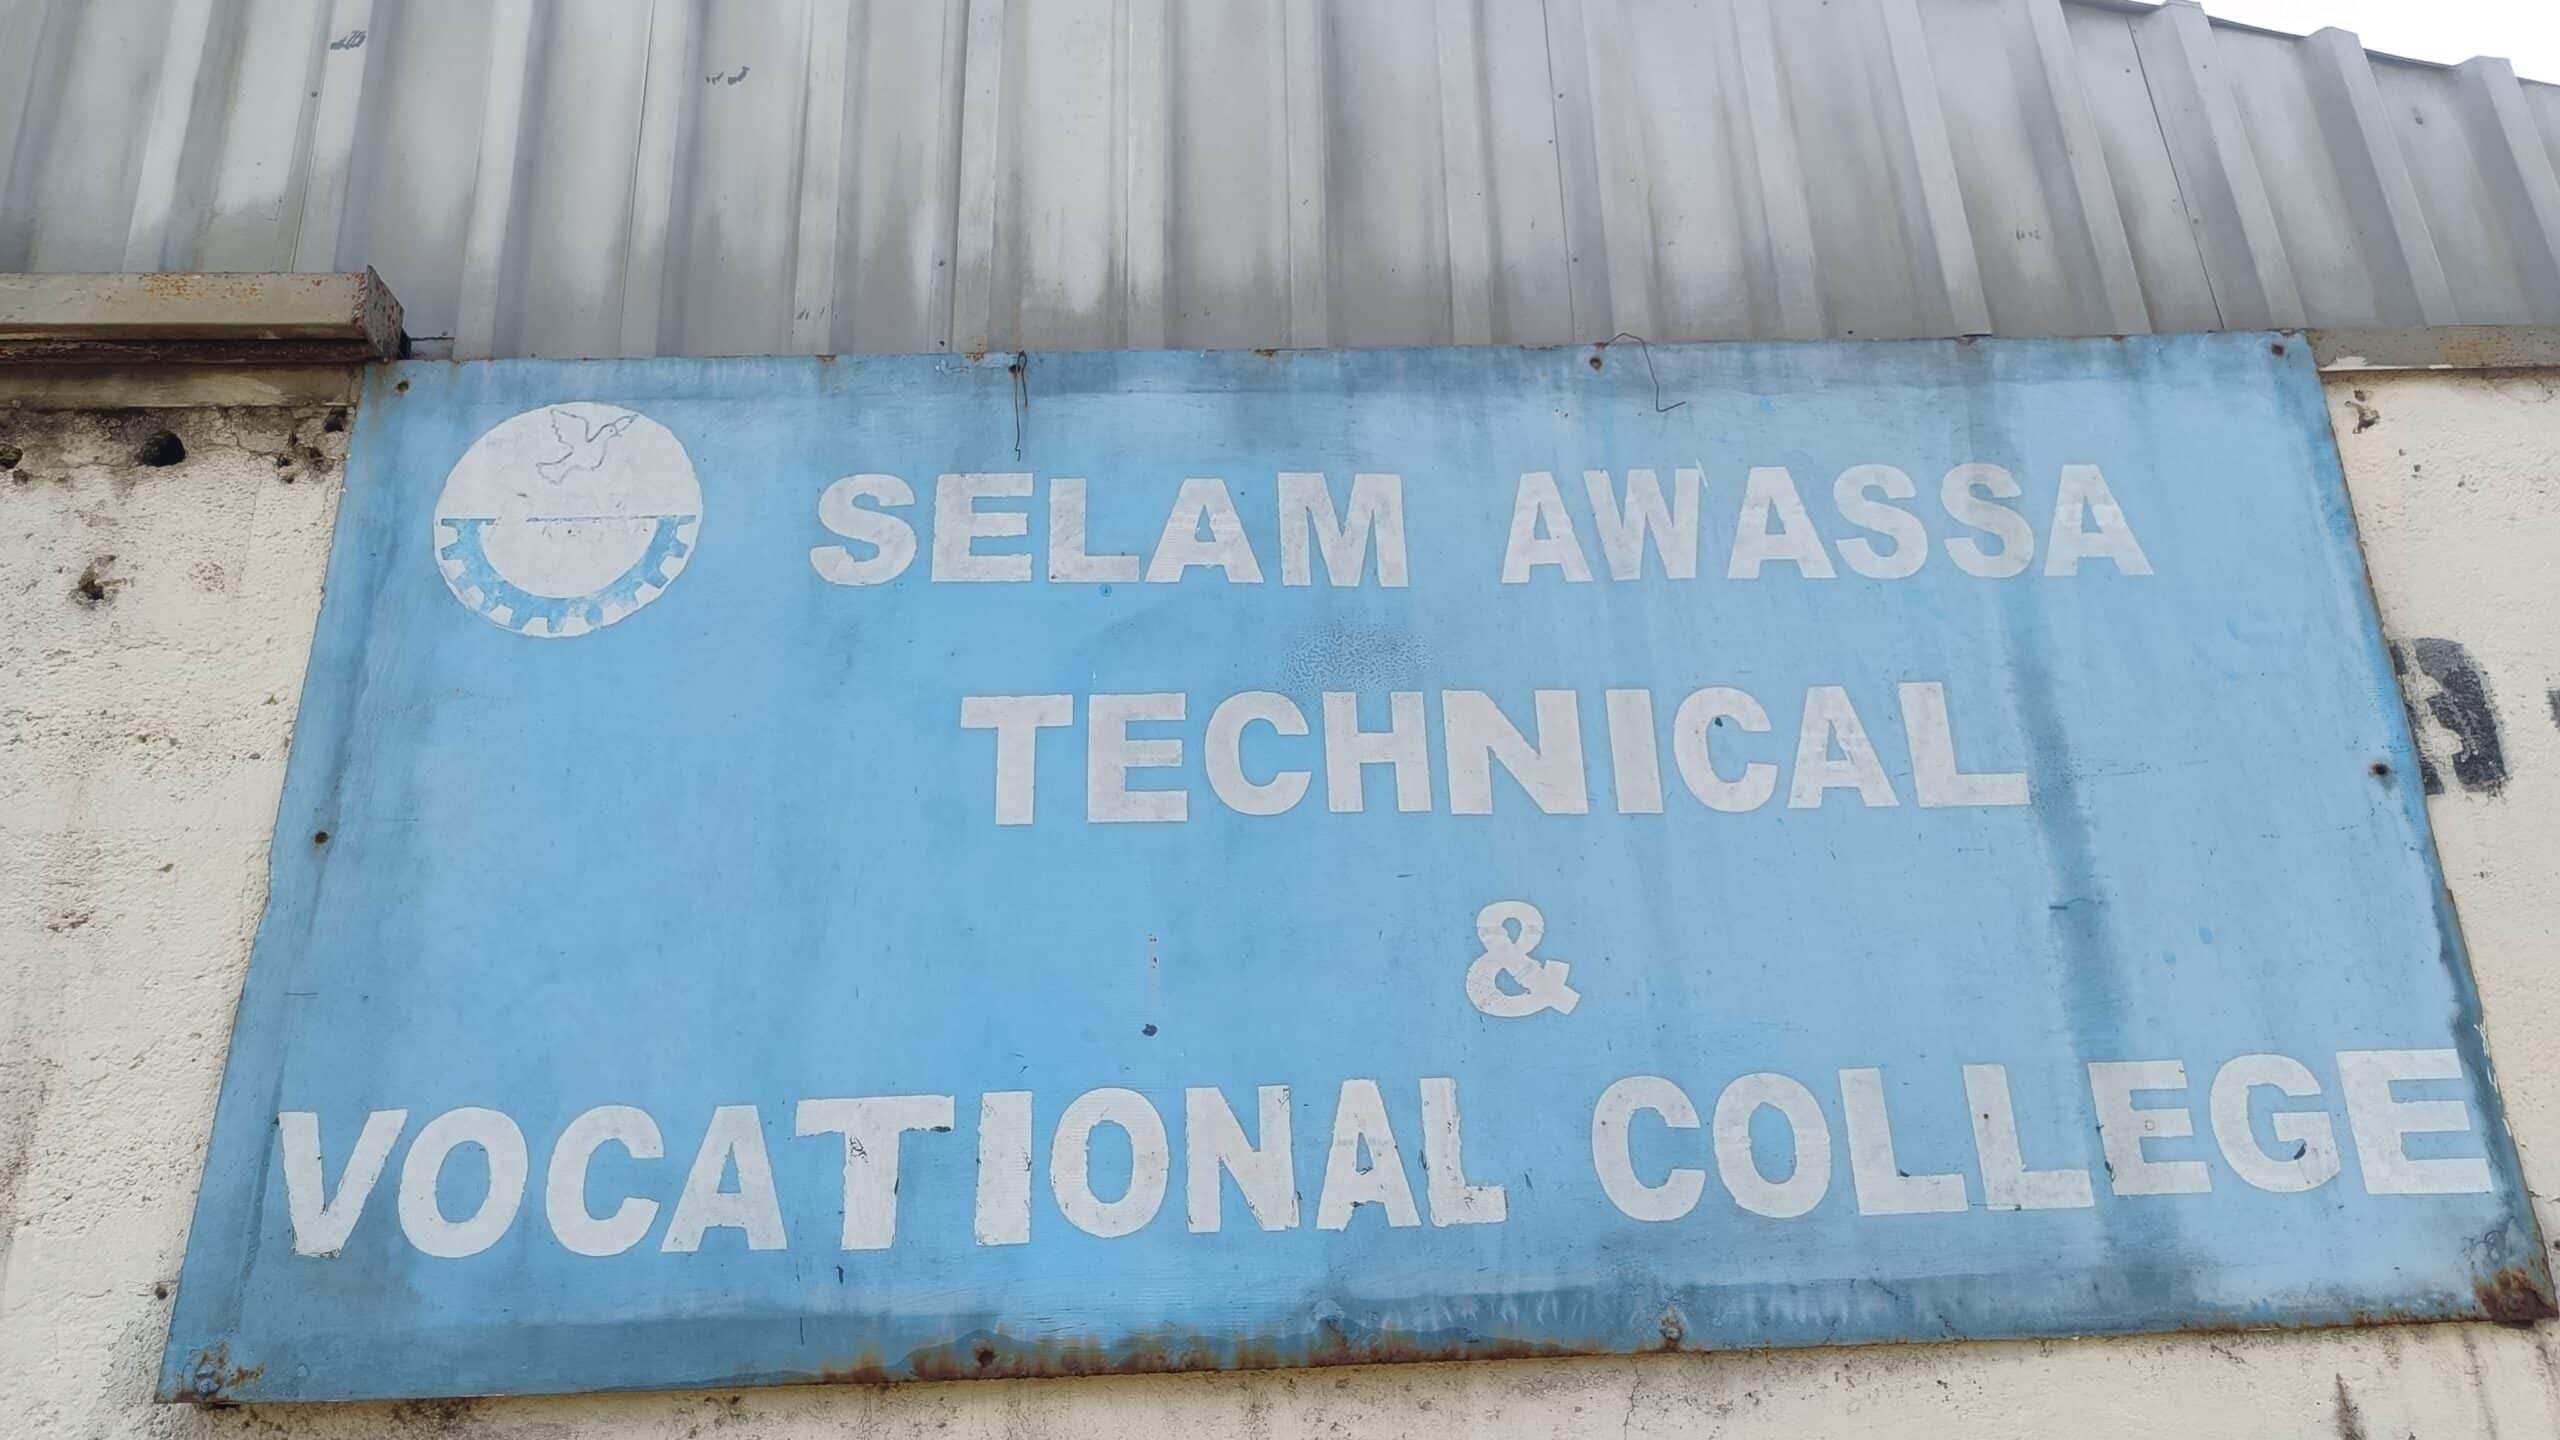 SELAM AWASSA
TECHNICAL
&
VOCATIONAL COLLEGE